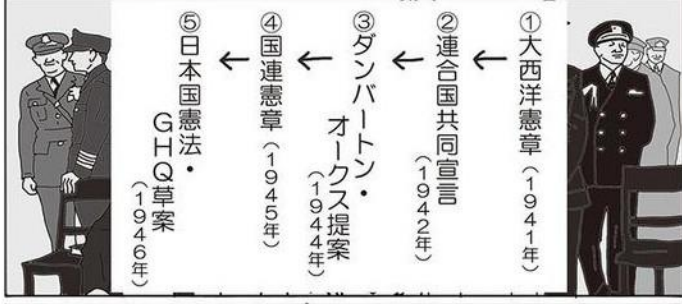 ①大西洋憲章（1941年）
←
②連合国共同宣言
（1942年）
←
③ダンバートン・
オークス提案
（1944年）
←
④国連憲章（1945年）
←
⑤日本国憲法・
GHQ草案
（1946年）